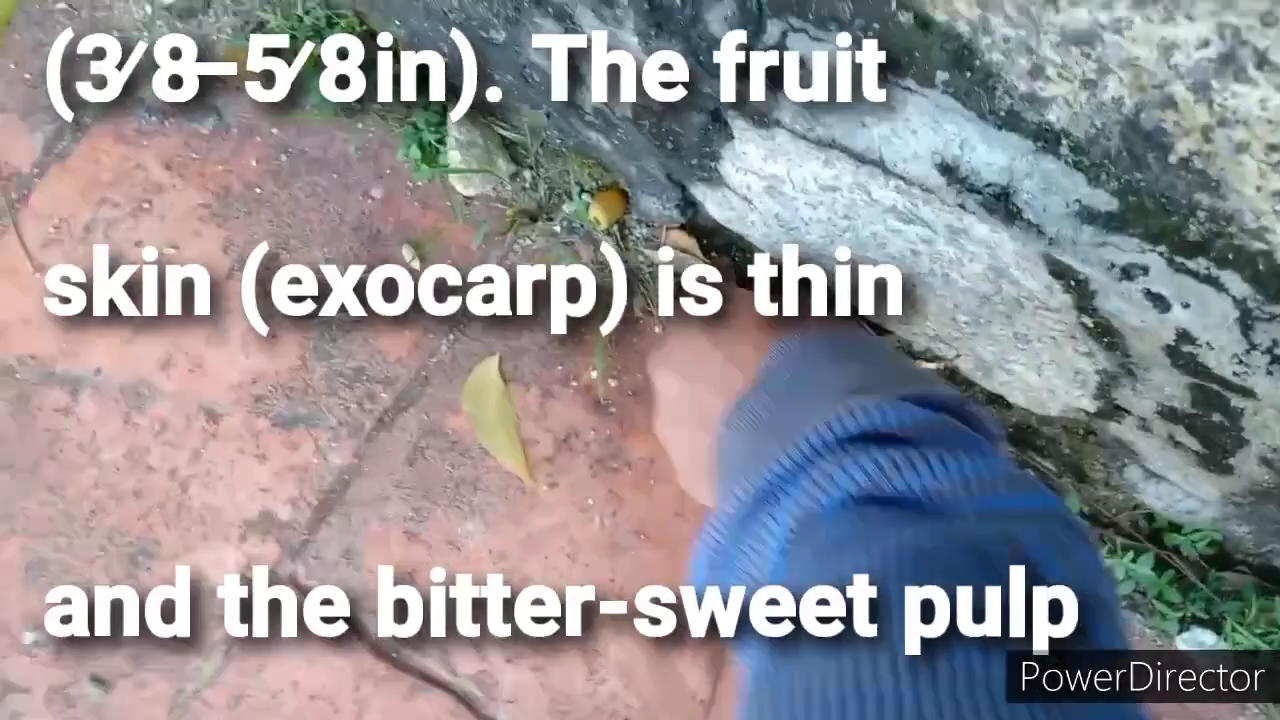 (3⁄8–5⁄8in). The fruit
skin (exocarp) is thin
and the bitter-sweet pulp
PowerDirector